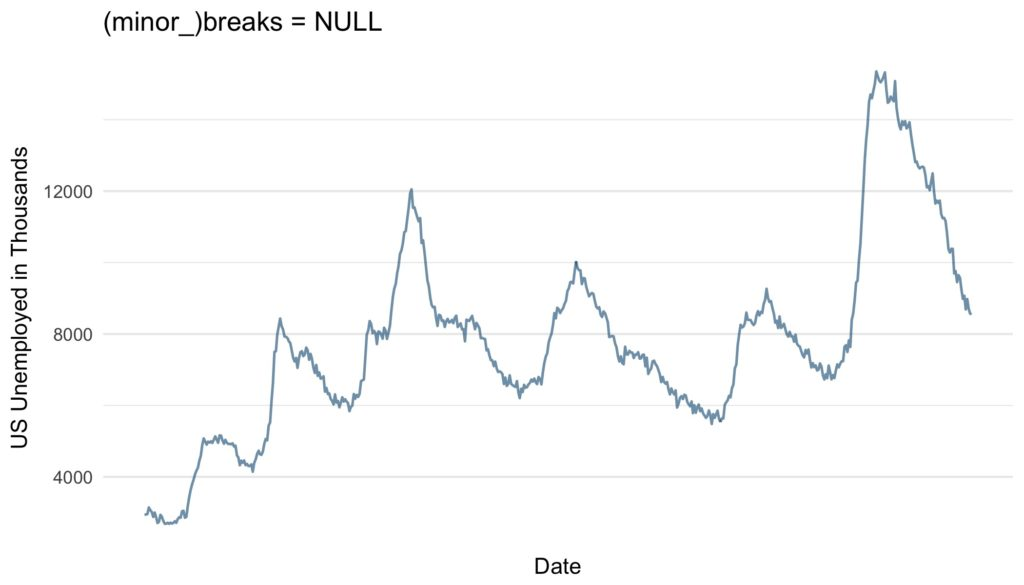 (minor_)breaks = NULL
US Unemployed in Thousands
12000
8000
4000
Date